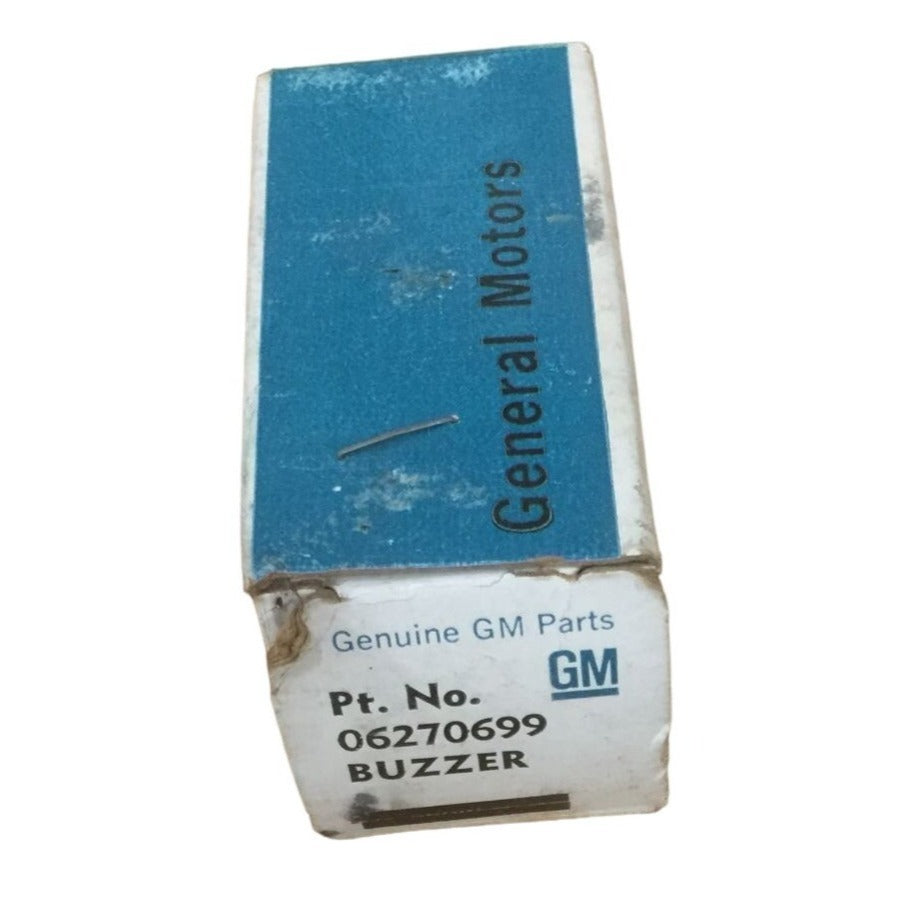 General Motors
Genuine GM Parts
GM
Pt. No.
06270699
BUZZER